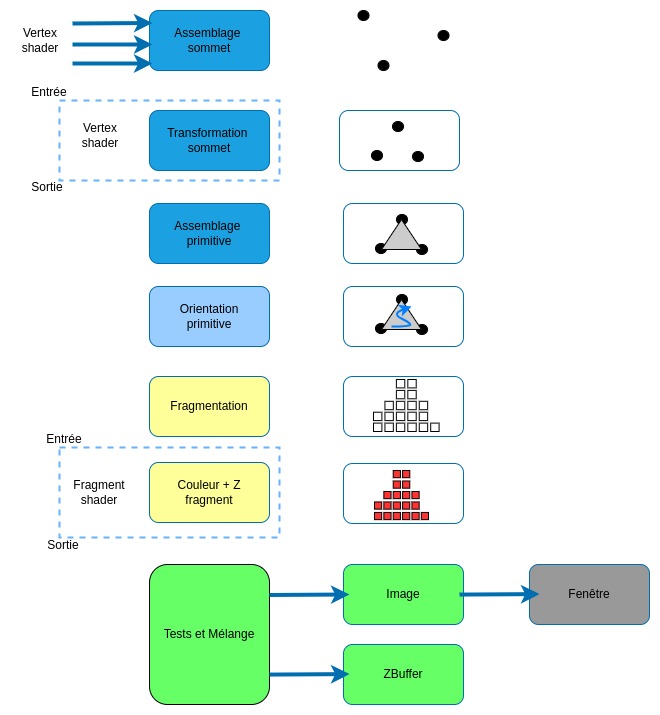 Vertex
shader
Assemblage
sommet
Entrée
Vertex
shader
Transformation
sommet
Sortie
Assemblage
primitive
Orientation
primitive
Fragmentation
Entrée
Fragment
shader
Couleur + Z
fragment
Sortie
Tests et Mélange
Image
Fenêtre
ZBuffer